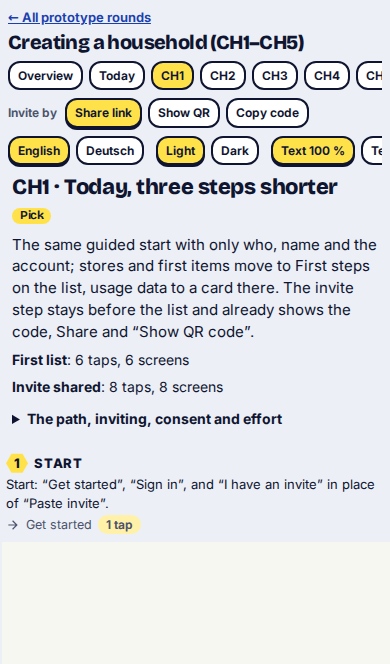 ← All prototype rounds
Creating a household (CH1–CH5)
Overview Today CH1 CH2 CH3 CH4
Invite by Share link Show QR Copy code
English Deutsch Light Dark Text 100 %
CH1 · Today, three steps shorter
Pick
The same guided start with only who, name and the
account; stores and first items move to First steps
on the list, usage data to a card there. The invite
step stays before the list and already shows the
code, Share and “Show QR code”.
First list: 6 taps, 6 screens
Invite shared: 8 taps, 8 screens
▶ The path, inviting, consent and effort
1 START
Start: “Get started”, “Sign in”, and “I have an invite” in place
of “Paste invite”.
→ Get started 1 tap